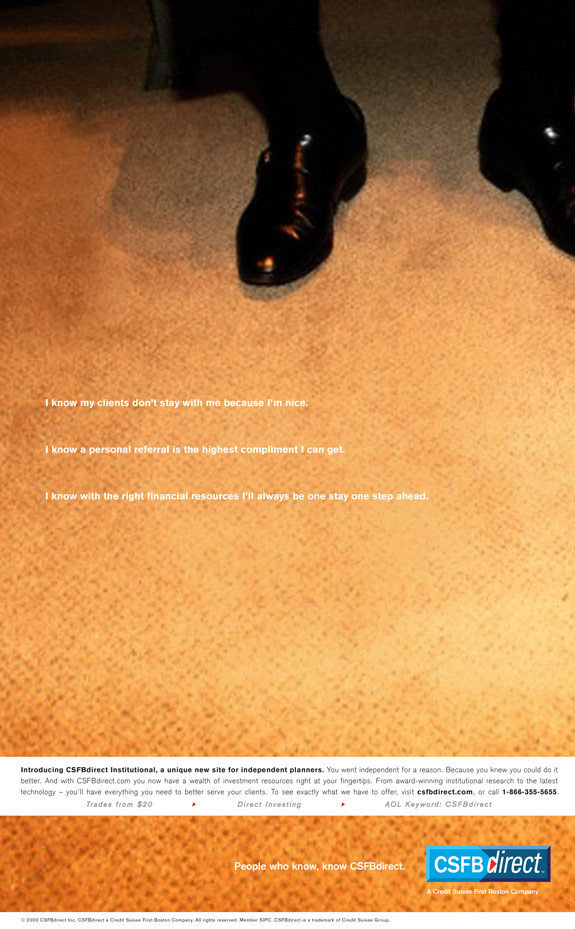 I know my clients don't stay with me because I'm nice.
I know a personal referral is the highest compliment I can get.
I know with the right financial resources I'll always be one stay one step ahead.
Introducing CSFBdirect Institutional, a unique new site for independent planners. You went independent for a reason. Because you knew you could do it
better. And with CSFBdirect.com you now have a wealth of investment resources right at your fingertips. From award-winning institutional research to the latest
technology – you'll have everything you need to better serve your clients. To see exactly what we have to offer, visit csfbdirect.com, or call 1-866-355-5655.
Trades from $20 Direct Investing AOL Keyword: CSFBdirect
People who know, know CSFBdirect.
CSFB direct™
A Credit Suisse First Boston Company
© 2000 CSFBdirect Inc, CSFBdirect a Credit Suisse First Boston Company. All rights reserved. Member SIPC. CSFBdirect is a trademark of Credit Suisse Group.